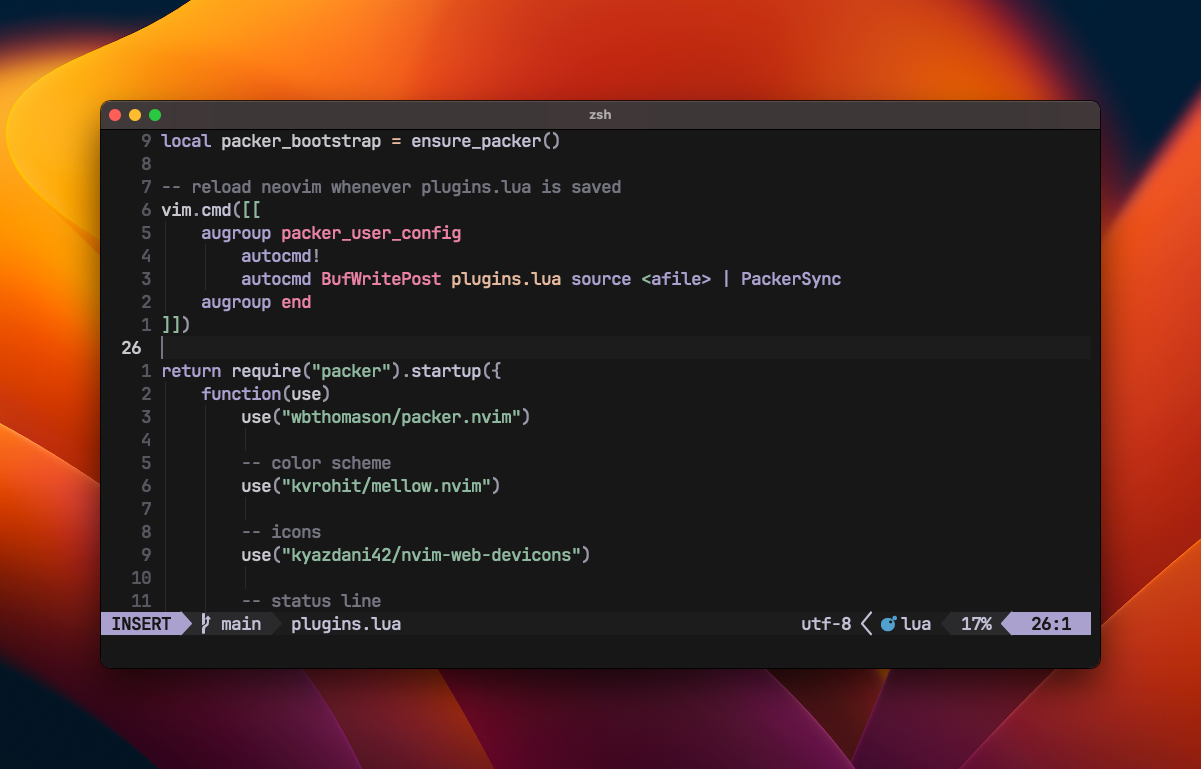 zsh
9 local packer_bootstrap = ensure_packer()
8
7 -- reload neovim whenever plugins.lua is saved
6 vim.cmd([[
5     augroup packer_user_config
4         autocmd!
3         autocmd BufWritePost plugins.lua source <afile> | PackerSync
2     augroup end
1 ]])
26
1 return require("packer").startup({
2     function(use)
3         use("wbthomason/packer.nvim")
4
5         -- color scheme
6         use("kvrohit/mellow.nvim")
7
8         -- icons
9         use("kyazdani42/nvim-web-devicons")
10
11         -- status line
INSERT main plugins.lua utf-8 lua 17% 26:1